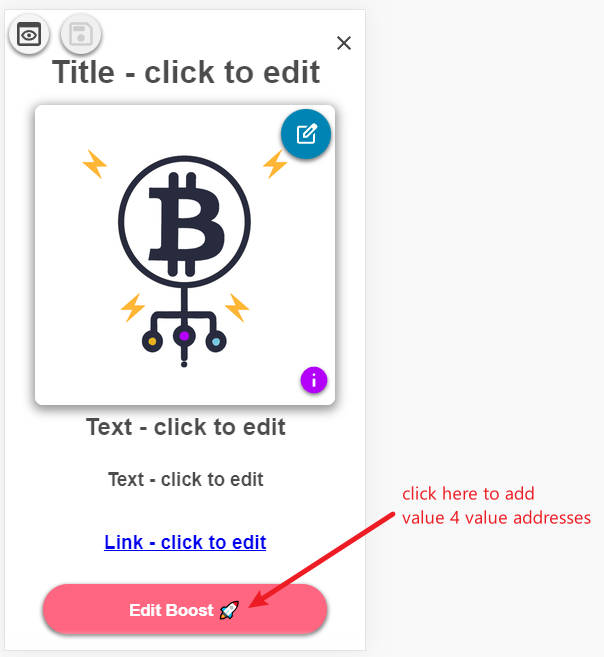 Title - click to edit
Text - click to edit
Text - click to edit
Link - click to edit
click here to add
value 4 value addresses
Edit Boost 🚀